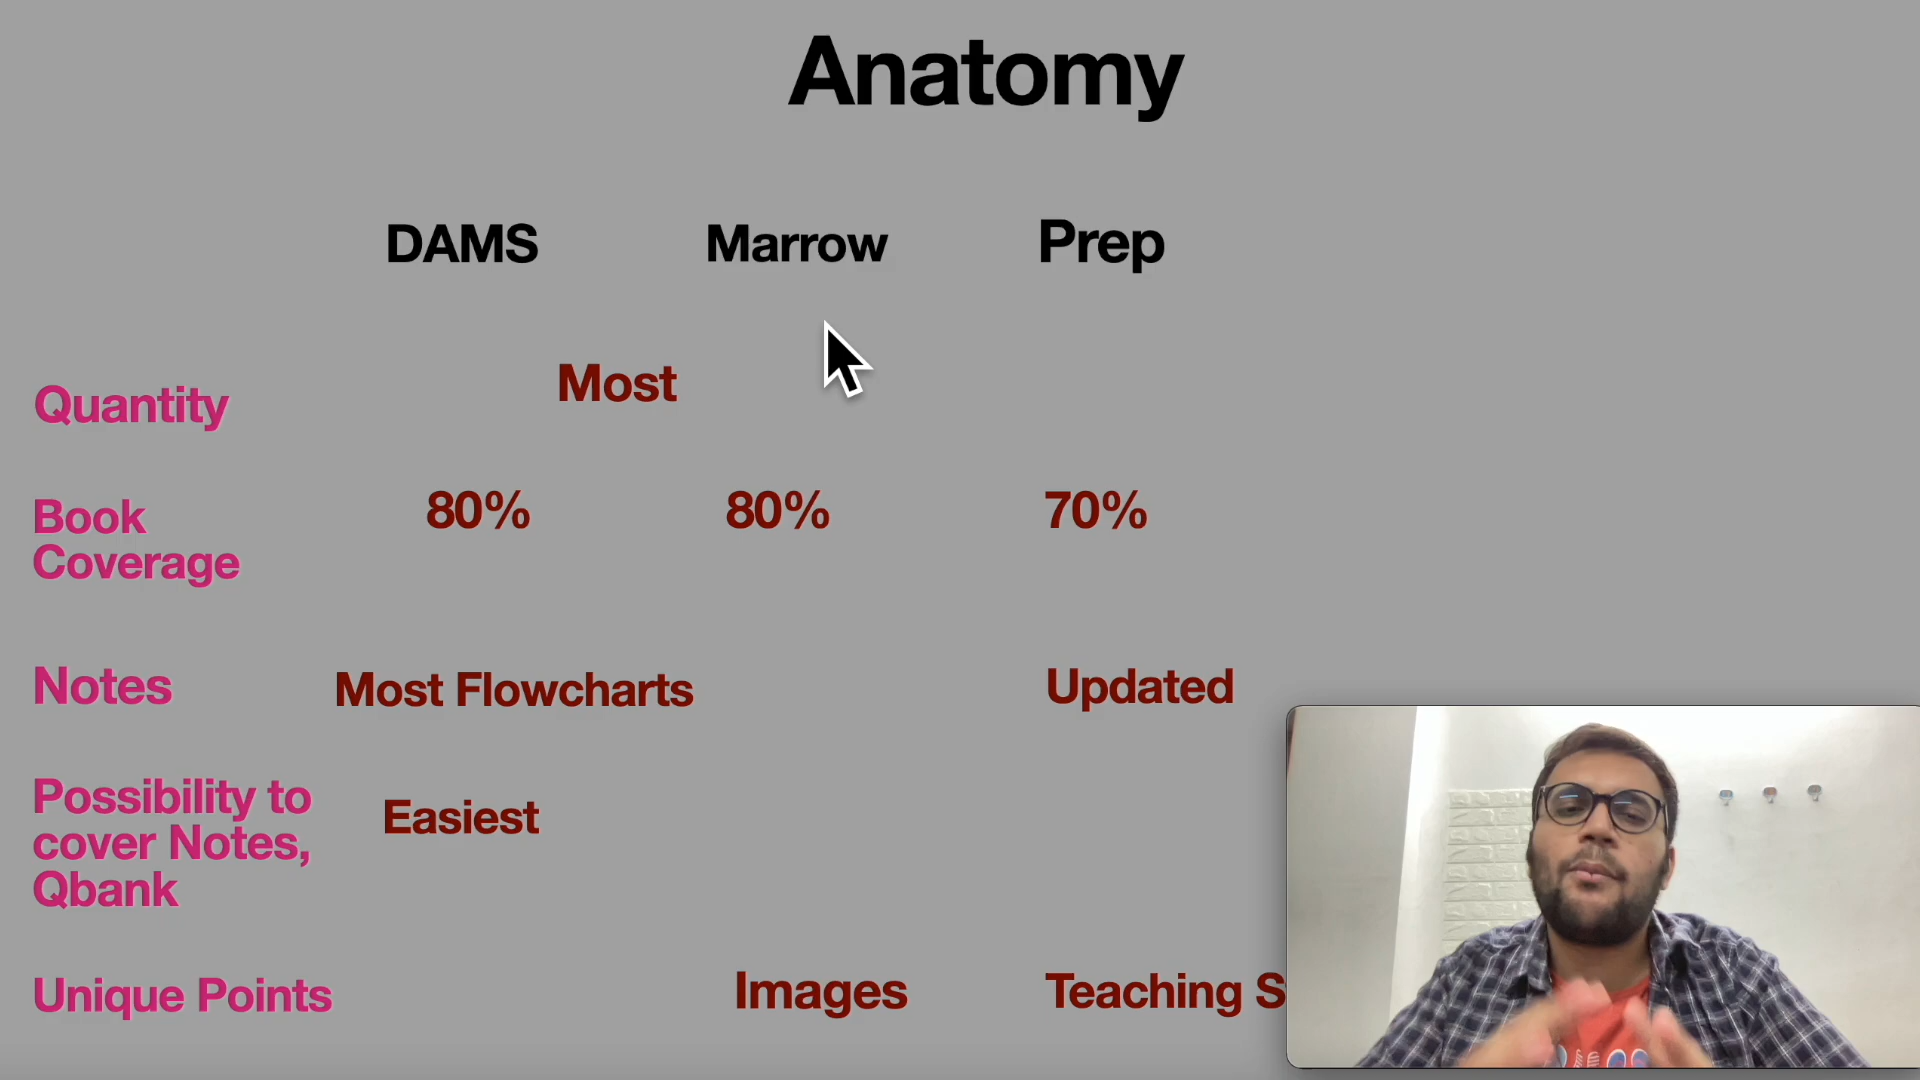 Anatomy
DAMS Marrow Prep
Quantity Most
Book
Coverage 80% 80% 70%
Notes Most Flowcharts Updated
Possibility to
cover Notes,
Qbank Easiest
Unique Points Images Teaching S